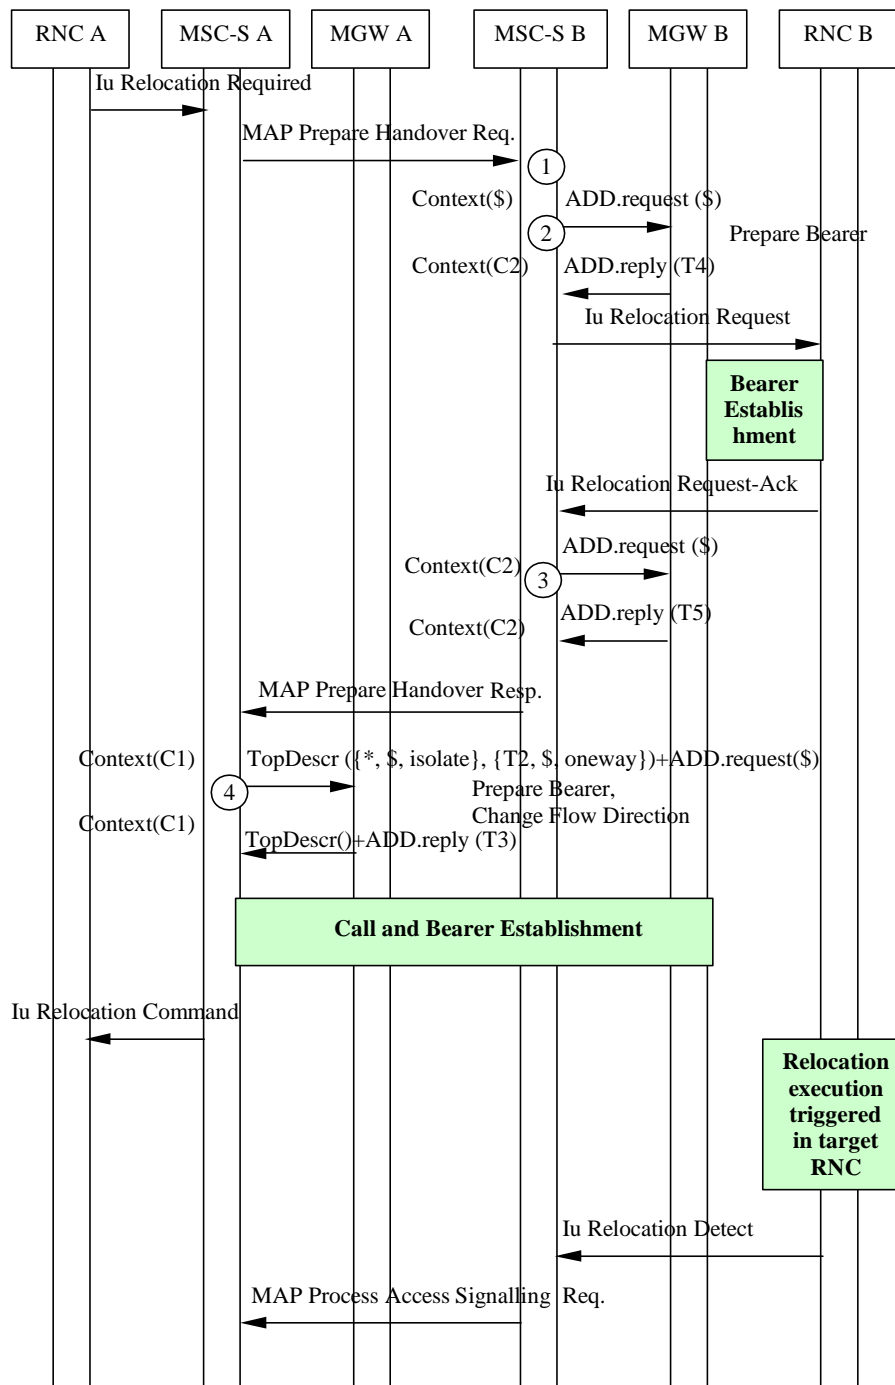 RNC A
MSC-S A
MGW A
MSC-S B
MGW B
RNC B
Iu Relocation Required
MAP Prepare Handover Req.
1
Context($)
ADD.request ($)
2
Prepare Bearer
Context(C2)
ADD.reply (T4)
Iu Relocation Request
Bearer
Establis
hment
Iu Relocation Request-Ack
ADD.request ($)
Context(C2)
3
Context(C2)
ADD.reply (T5)
MAP Prepare Handover Resp.
Context(C1)
TopDescr ({*, $, isolate}, {T2, $, oneway})+ADD.request($)
4
Prepare Bearer,
Change Flow Direction
Context(C1)
TopDescr()+ADD.reply (T3)
Call and Bearer Establishment
Iu Relocation Command
Relocation
execution
triggered
in target
RNC
Iu Relocation Detect
MAP Process Access Signalling Req.